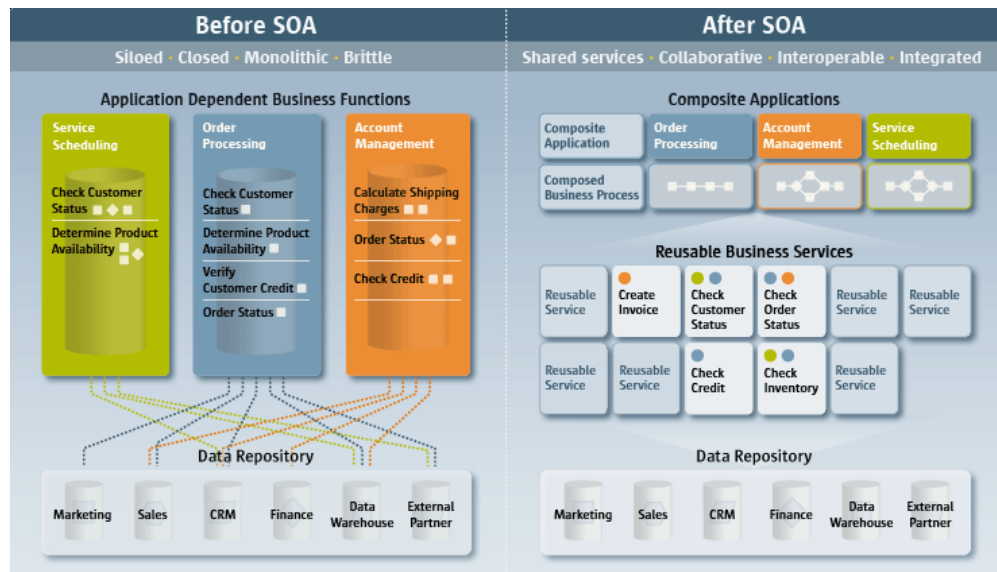 Before SOA
Siloed · Closed · Monolithic · Brittle
Application Dependent Business Functions
Service
Scheduling
Check Customer
Status
Determine Product
Availability
Order
Processing
Check Customer
Status
Determine Product
Availability
Verify
Customer Credit
Order Status
Account
Management
Calculate Shipping
Charges
Order Status
Check Credit
Data Repository
Marketing
Sales
CRM
Finance
Data
Warehouse
External
Partner
After SOA
Shared services · Collaborative · Interoperable · Integrated
Composite Applications
Composite
Application
Order
Processing
Account
Management
Service
Scheduling
Composed
Business Process
Reusable Business Services
Reusable
Service
Create
Invoice
Check
Customer
Status
Check
Order
Status
Reusable
Service
Reusable
Service
Reusable
Service
Reusable
Service
Check
Credit
Check
Inventory
Reusable
Service
Data Repository
Marketing
Sales
CRM
Finance
Data
Warehouse
External
Partner